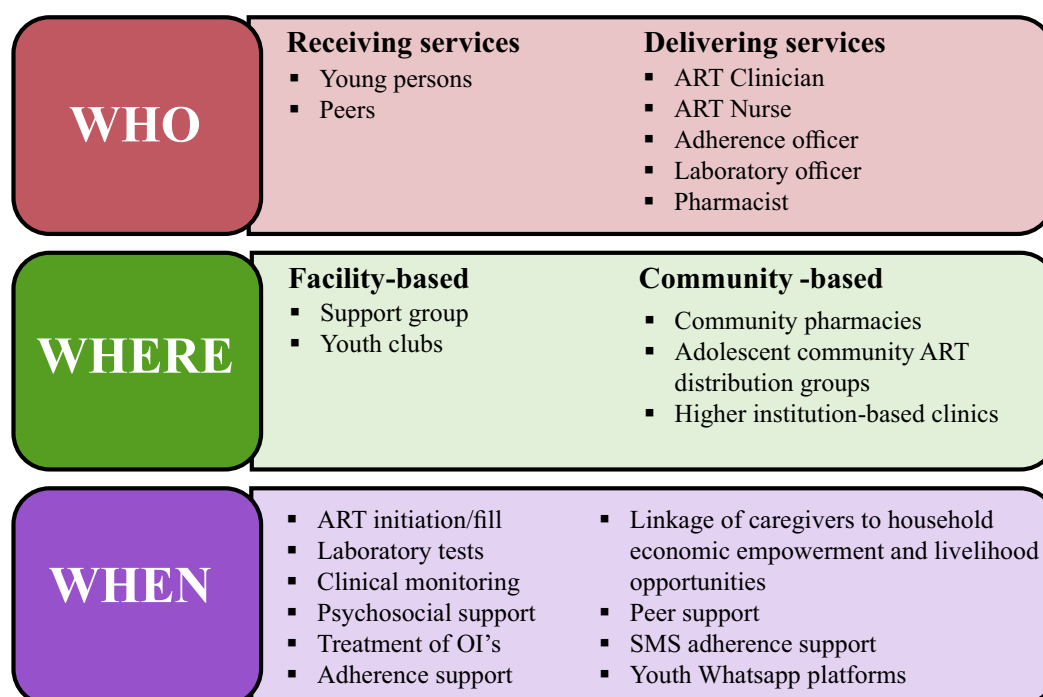 WHO
Receiving services
▪ Young persons
▪ Peers
Delivering services
▪ ART Clinician
▪ ART Nurse
▪ Adherence officer
▪ Laboratory officer
▪ Pharmacist
WHERE
Facility-based
▪ Support group
▪ Youth clubs
Community -based
▪ Community pharmacies
▪ Adolescent community ART
distribution groups
▪ Higher institution-based clinics
WHEN
▪ ART initiation/fill
▪ Laboratory tests
▪ Clinical monitoring
▪ Psychosocial support
▪ Treatment of OI’s
▪ Adherence support
▪ Linkage of caregivers to household
economic empowerment and livelihood
opportunities
▪ Peer support
▪ SMS adherence support
▪ Youth Whatsapp platforms